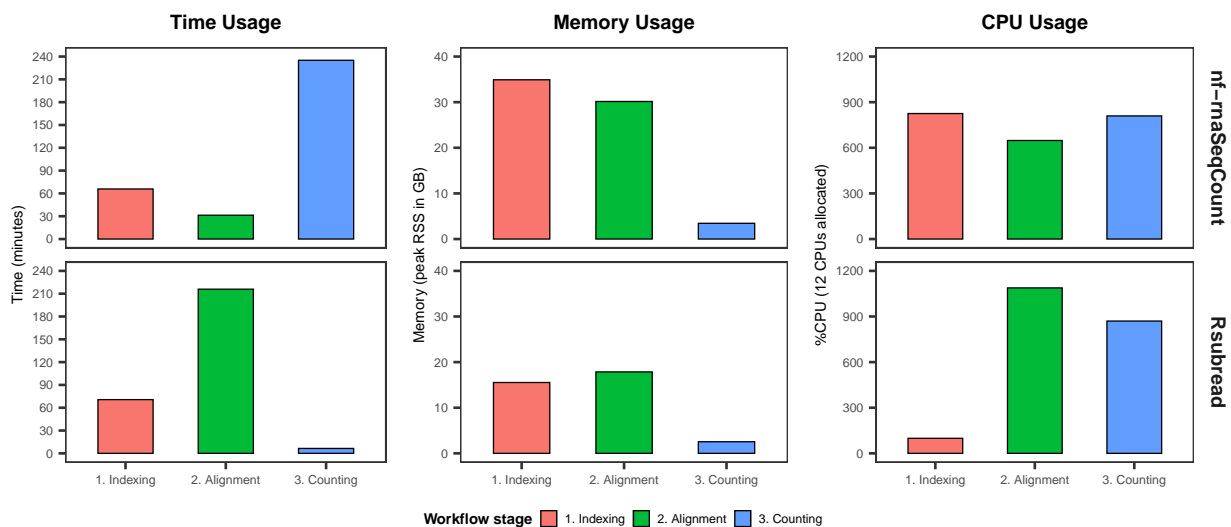 Time Usage
Memory Usage
CPU Usage
Time (minutes)
240
210
180
150
120
90
60
30
0
240
210
180
150
120
90
60
30
0
1. Indexing
2. Alignment
3. Counting
Memory (peak RSS in GB)
40
30
20
10
0
40
30
20
10
0
1. Indexing
2. Alignment
3. Counting
%CPU (12 CPUs allocated)
1200
900
600
300
0
1200
900
600
300
0
1. Indexing
2. Alignment
3. Counting
nf−rnaSeqCount
Rsubread
Workflow stage 1. Indexing 2. Alignment 3. Counting